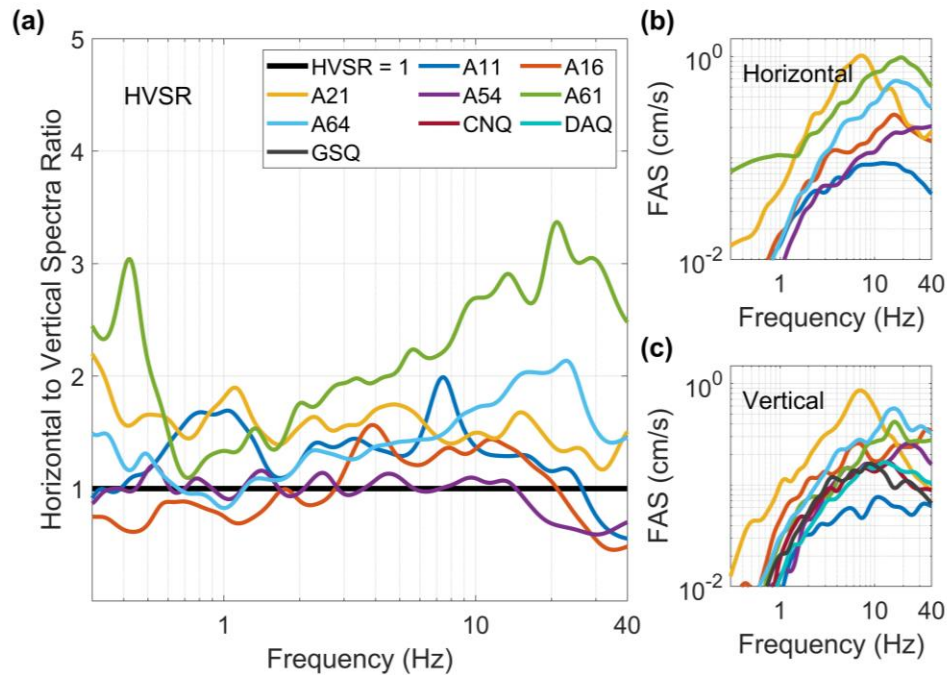 (a)
5
4
3
2
1
Horizontal to Vertical Spectra Ratio
HVSR
HVSR = 1 A11 A16
A21 A54 A61
A64 CNQ DAQ
GSQ
1 10 40
Frequency (Hz)
(b)
10^0
10^-2
FAS (cm/s)
Horizontal
1 10 40
Frequency (Hz)
(c)
10^0
10^-2
FAS (cm/s)
Vertical
1 10 40
Frequency (Hz)